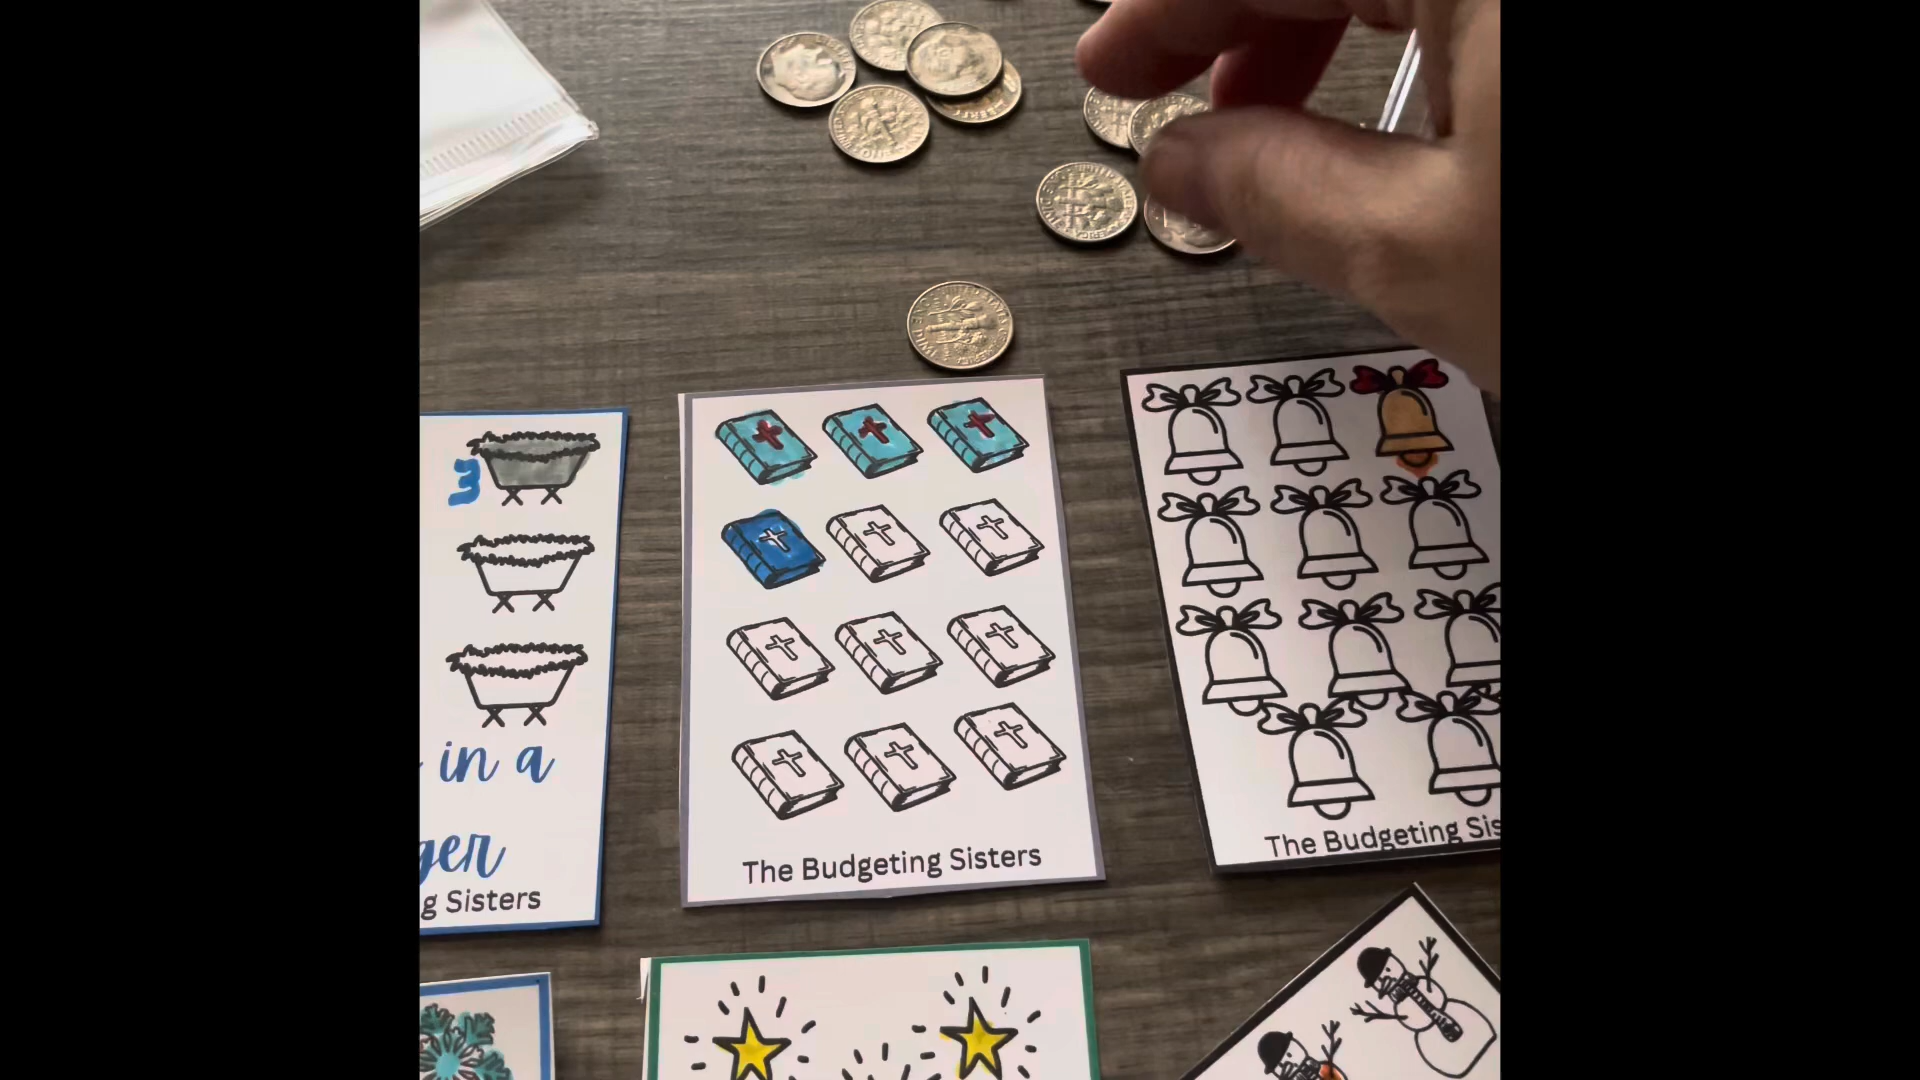 3
in a
ger
g Sisters
The Budgeting Sisters
The Budgeting Sis